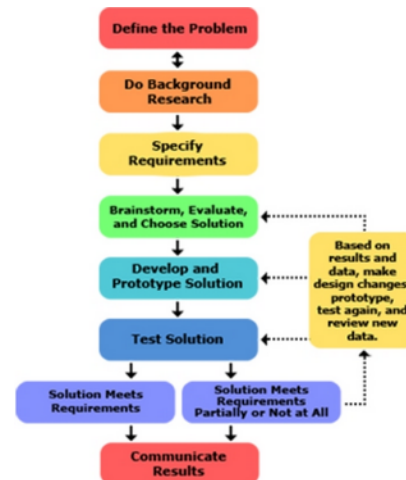 Define the Problem
Do Background
Research
Specify
Requirements
Brainstorm, Evaluate,
and Choose Solution
Develop and
Prototype Solution
Based on
results and
data, make
design changes,
prototype,
test again, and
review new
data.
Test Solution
Solution Meets
Requirements
Solution Meets
Requirements
Partially or Not at All
Communicate
Results